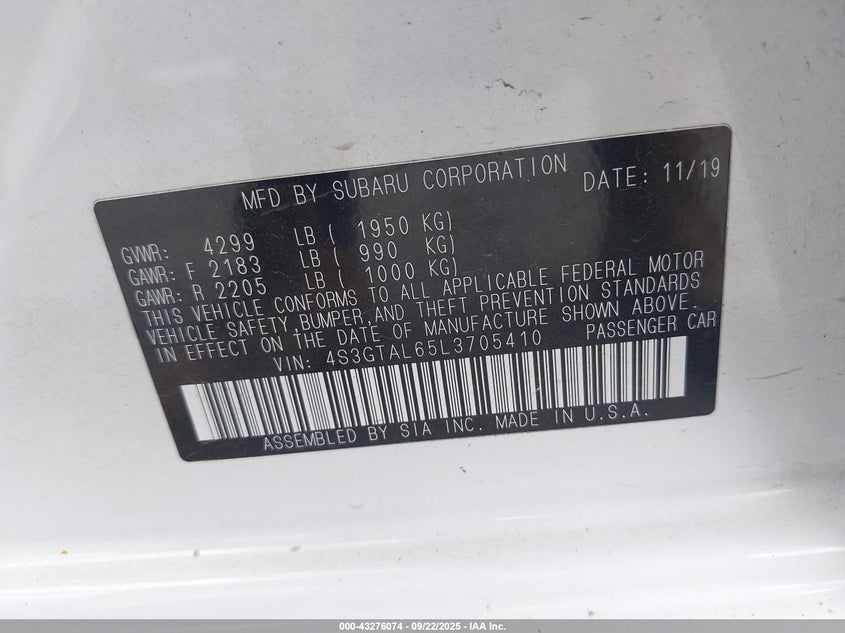 MFD BY SUBARU CORPORATION DATE: 11/19
GVWR: 4299 LB ( 1950 KG)
GAWR: F 2183 LB ( 990 KG)
GAWR: R 2205 LB ( 1000 KG)
THIS VEHICLE CONFORMS TO ALL APPLICABLE FEDERAL MOTOR
VEHICLE SAFETY,BUMPER,AND THEFT PREVENTION STANDARDS
IN EFFECT ON THE DATE OF MANUFACTURE SHOWN ABOVE.
VIN: 4S3GTAL65L3705410 PASSENGER CAR
ASSEMBLED BY SIA INC. MADE IN U.S.A.
000-43276074 - 09/22/2025 - IAA Inc.